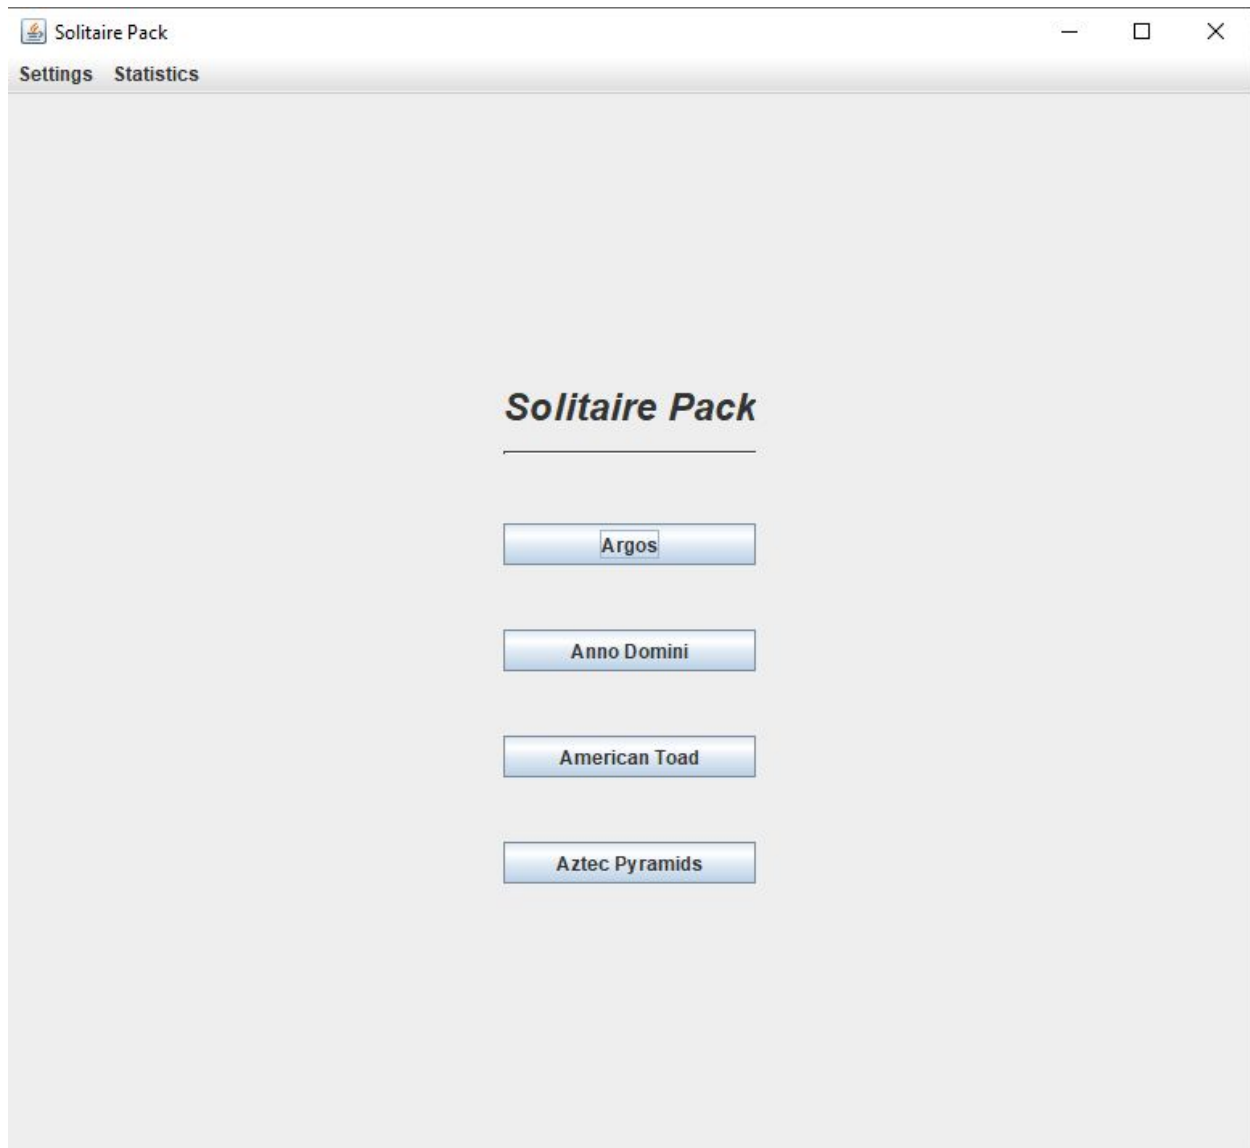 Solitaire Pack
Settings Statistics
Solitaire Pack
Argos
Anno Domini
American Toad
Aztec Pyramids